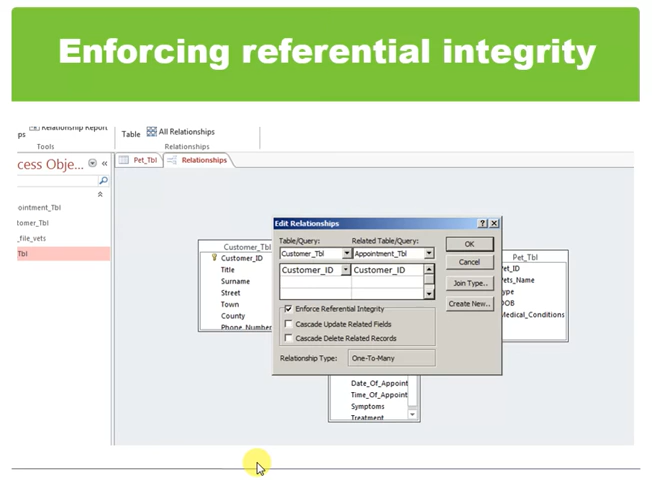 Enforcing referential integrity
ps
Relationship Report
Table
All Relationships
Tools
Relationships
cess Obje...
Pet_Tbl
Relationships
ointment_Tbl
tomer_Tbl
_file_vets
Tbl
Customer_Tbl
Customer_ID
Title
Surname
Street
Town
County
Phone_Number
Edit Relationships
Table/Query:
Related Table/Query:
Customer_Tbl
Appointment_Tbl
Customer_ID
Customer_ID
Enforce Referential Integrity
Cascade Update Related Fields
Cascade Delete Related Records
Relationship Type:
One-To-Many
OK
Cancel
Join Type..
Create New..
Pet_Tbl
Pet_ID
Pets_Name
Type
DOB
Medical_Conditions
Date_Of_Appoint
Time_Of_Appoint
Symptoms
Treatment